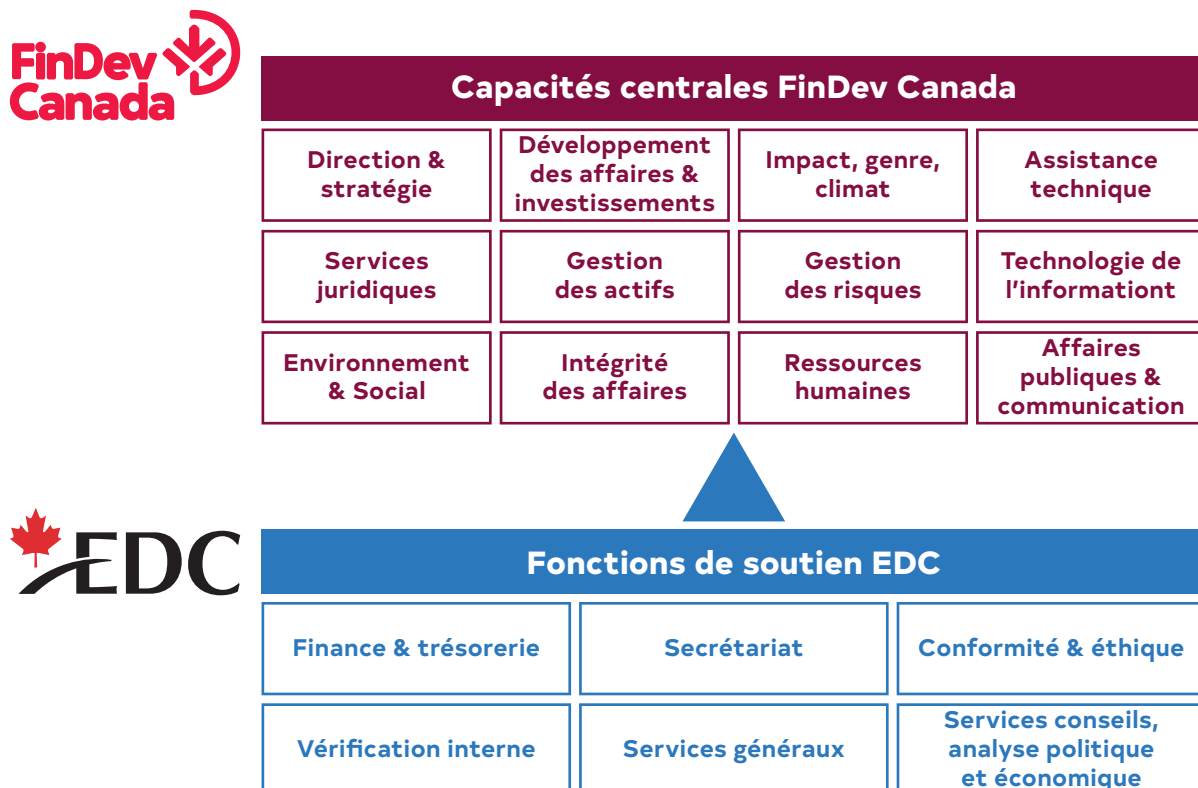 FinDev
Canada
Capacités centrales FinDev Canada
Direction &
stratégie
Développement
des affaires &
investissements
Impact, genre,
climat
Assistance
technique
Services
juridiques
Gestion
des actifs
Gestion
des risques
Technologie de
l'informationt
Environnement
& Social
Intégrité
des affaires
Ressources
humaines
Affaires
publiques &
communication
EDC
Fonctions de soutien EDC
Finance & trésorerie
Secrétariat
Conformité & éthique
Vérification interne
Services généraux
Services conseils,
analyse politique
et économique